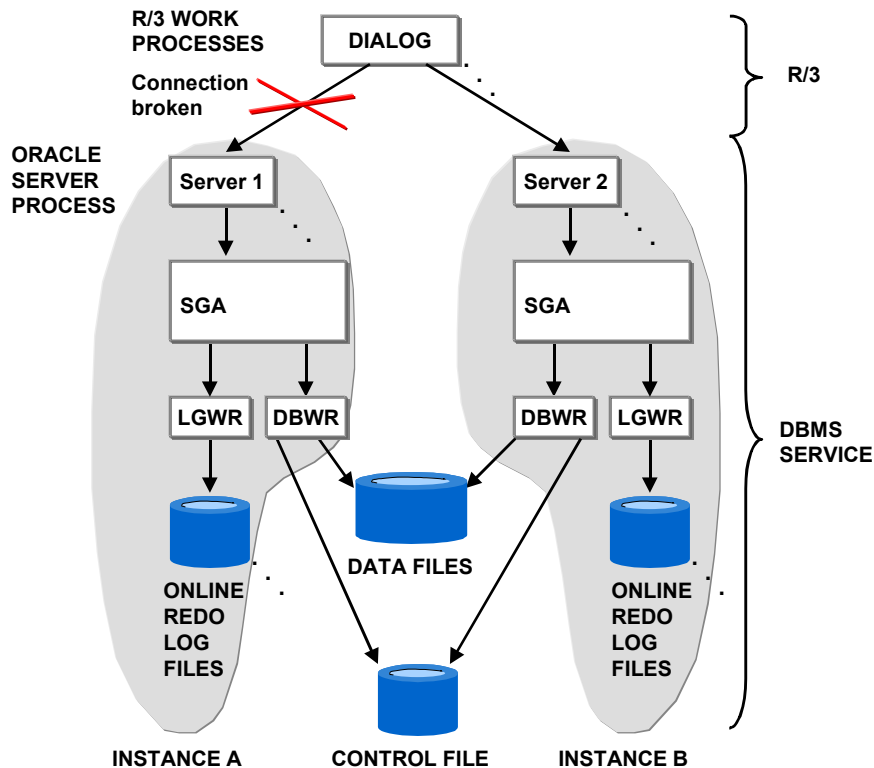 R/3 WORK
PROCESSES
DIALOG
R/3
Connection
broken
ORACLE
SERVER
PROCESS
Server 1
Server 2
SGA
SGA
LGWR
DBWR
DBWR
LGWR
DBMS
SERVICE
DATA FILES
ONLINE
REDO
LOG
FILES
ONLINE
REDO
LOG
FILES
INSTANCE A
CONTROL FILE
INSTANCE B